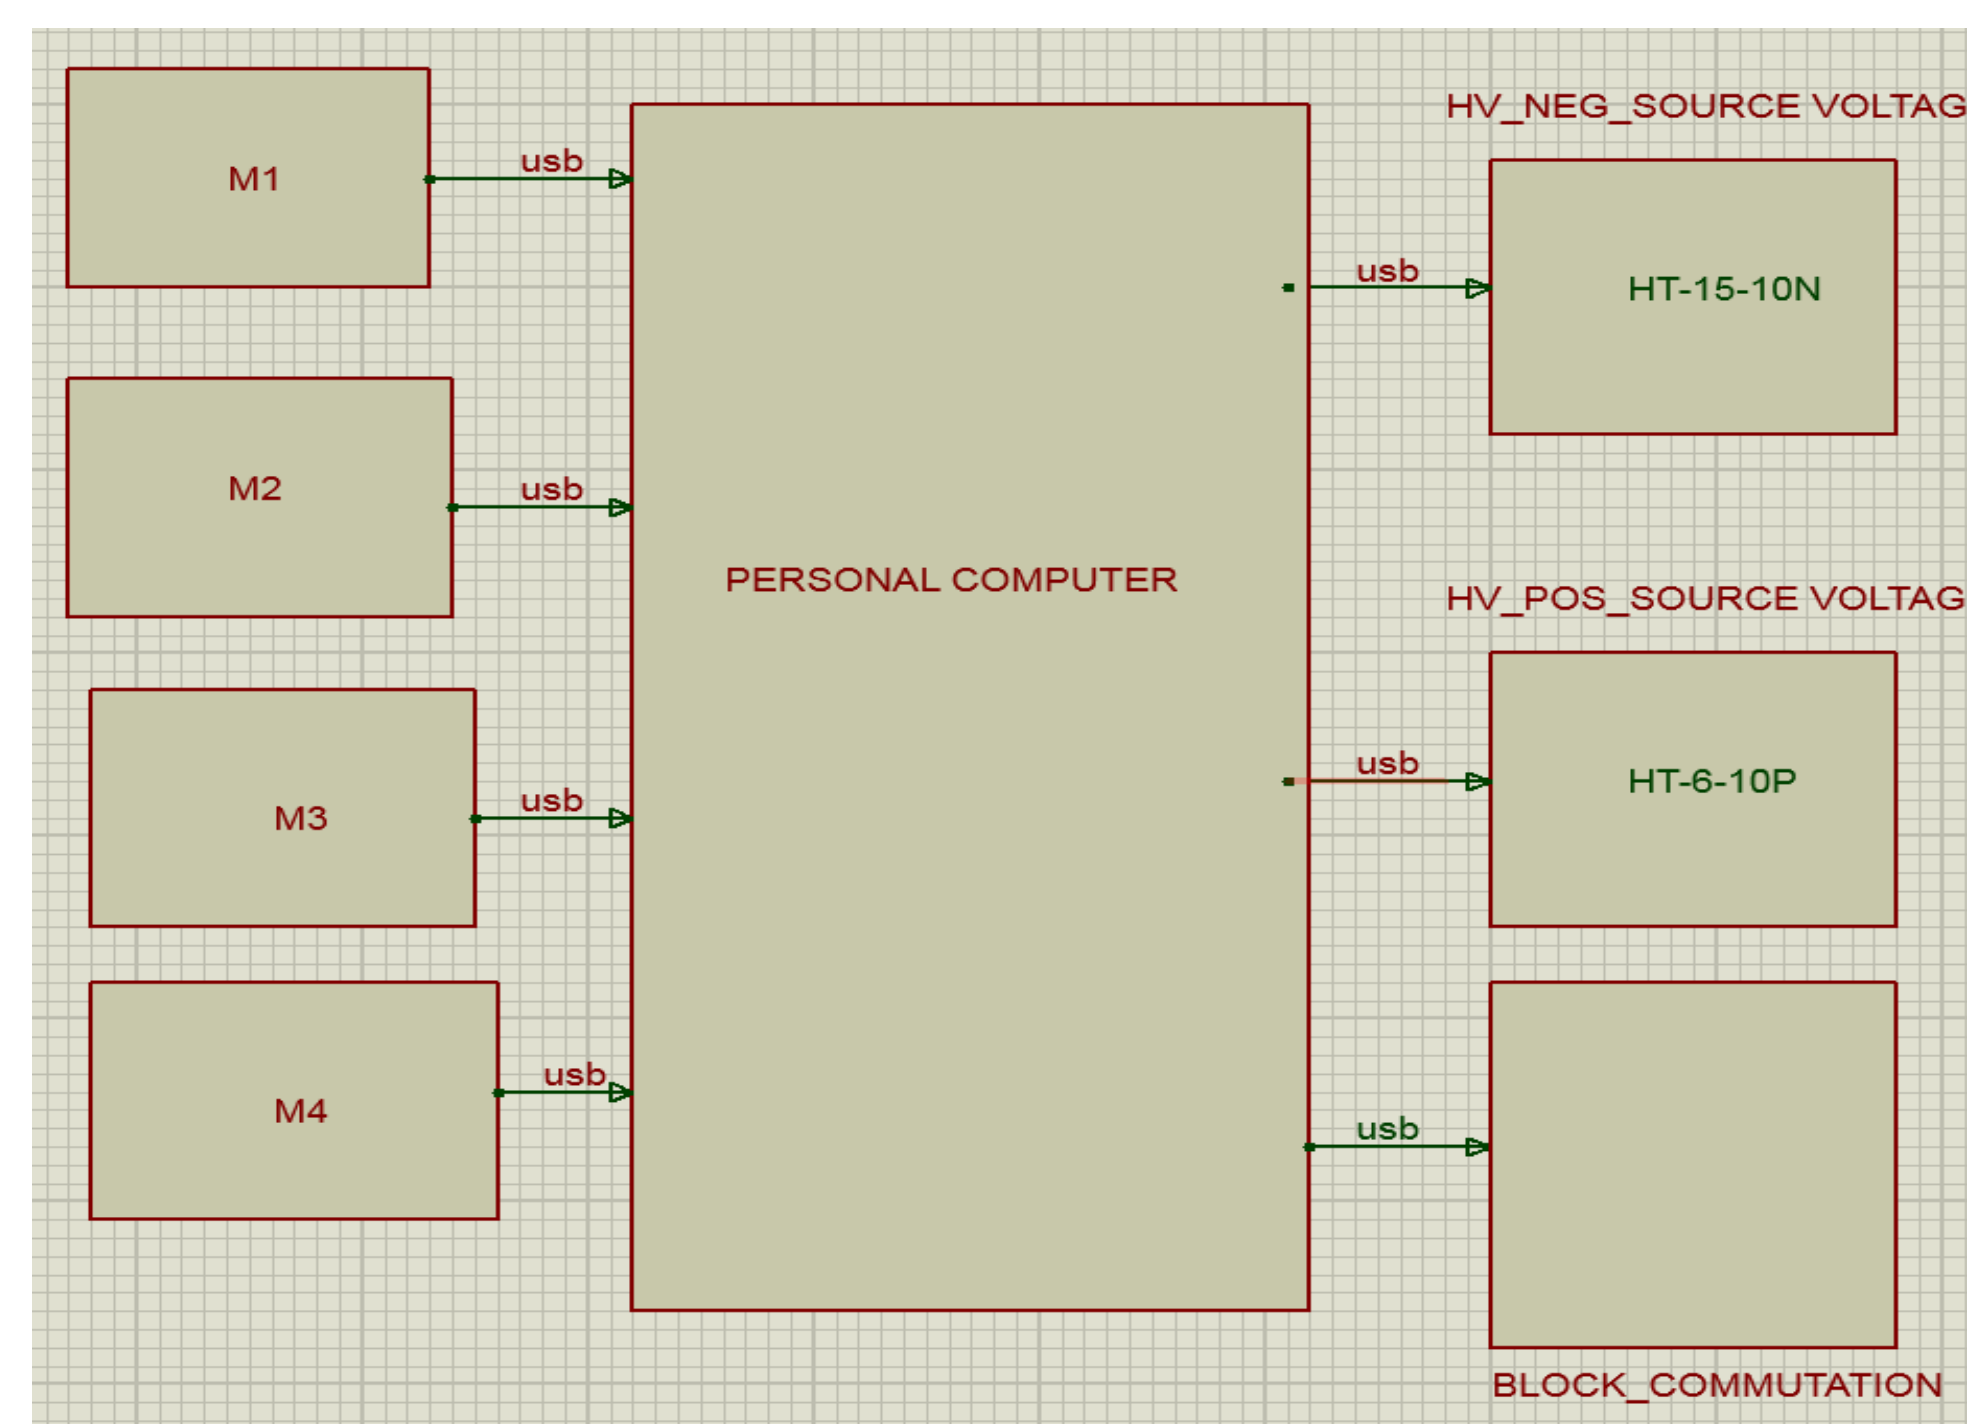 HV_NEG_SOURCE VOLTAG
M1
usb
usb
HT-15-10N
M2
usb
PERSONAL COMPUTER
HV_POS_SOURCE VOLTAG
usb
HT-6-10P
M3
usb
M4
usb
usb
BLOCK_COMMUTATION